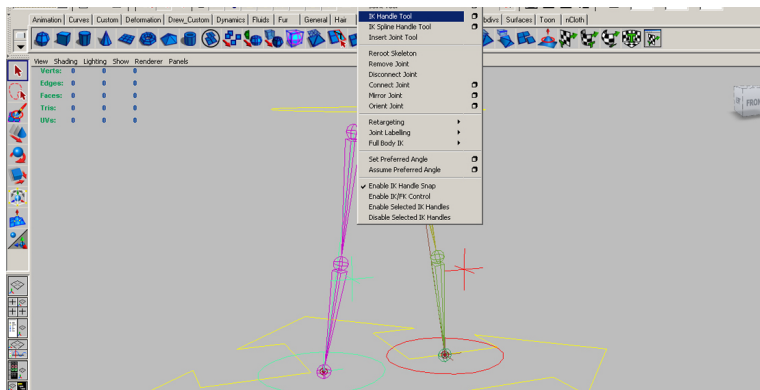 IK Handle Tool
Animation Curves Custom Deformation Drew_Custom Dynamics Fluids Fur General Hair
Subdivs Surfaces Toon nCloth
IK Spline Handle Tool
Insert Joint Tool
View Shading Lighting Show Renderer Panels
Verts: 0 0 0
Edges: 0 0 0
Faces: 0 0 0
Tris: 0 0 0
UVs: 0 0 0
Reroot Skeleton
Remove Joint
Disconnect Joint
Connect Joint
Mirror Joint
Orient Joint
Retargeting
Joint Labelling
Full Body IK
Set Preferred Angle
Assume Preferred Angle
Enable IK Handle Snap
Enable IK/FK Control
Enable Selected IK Handles
Disable Selected IK Handles
FRON